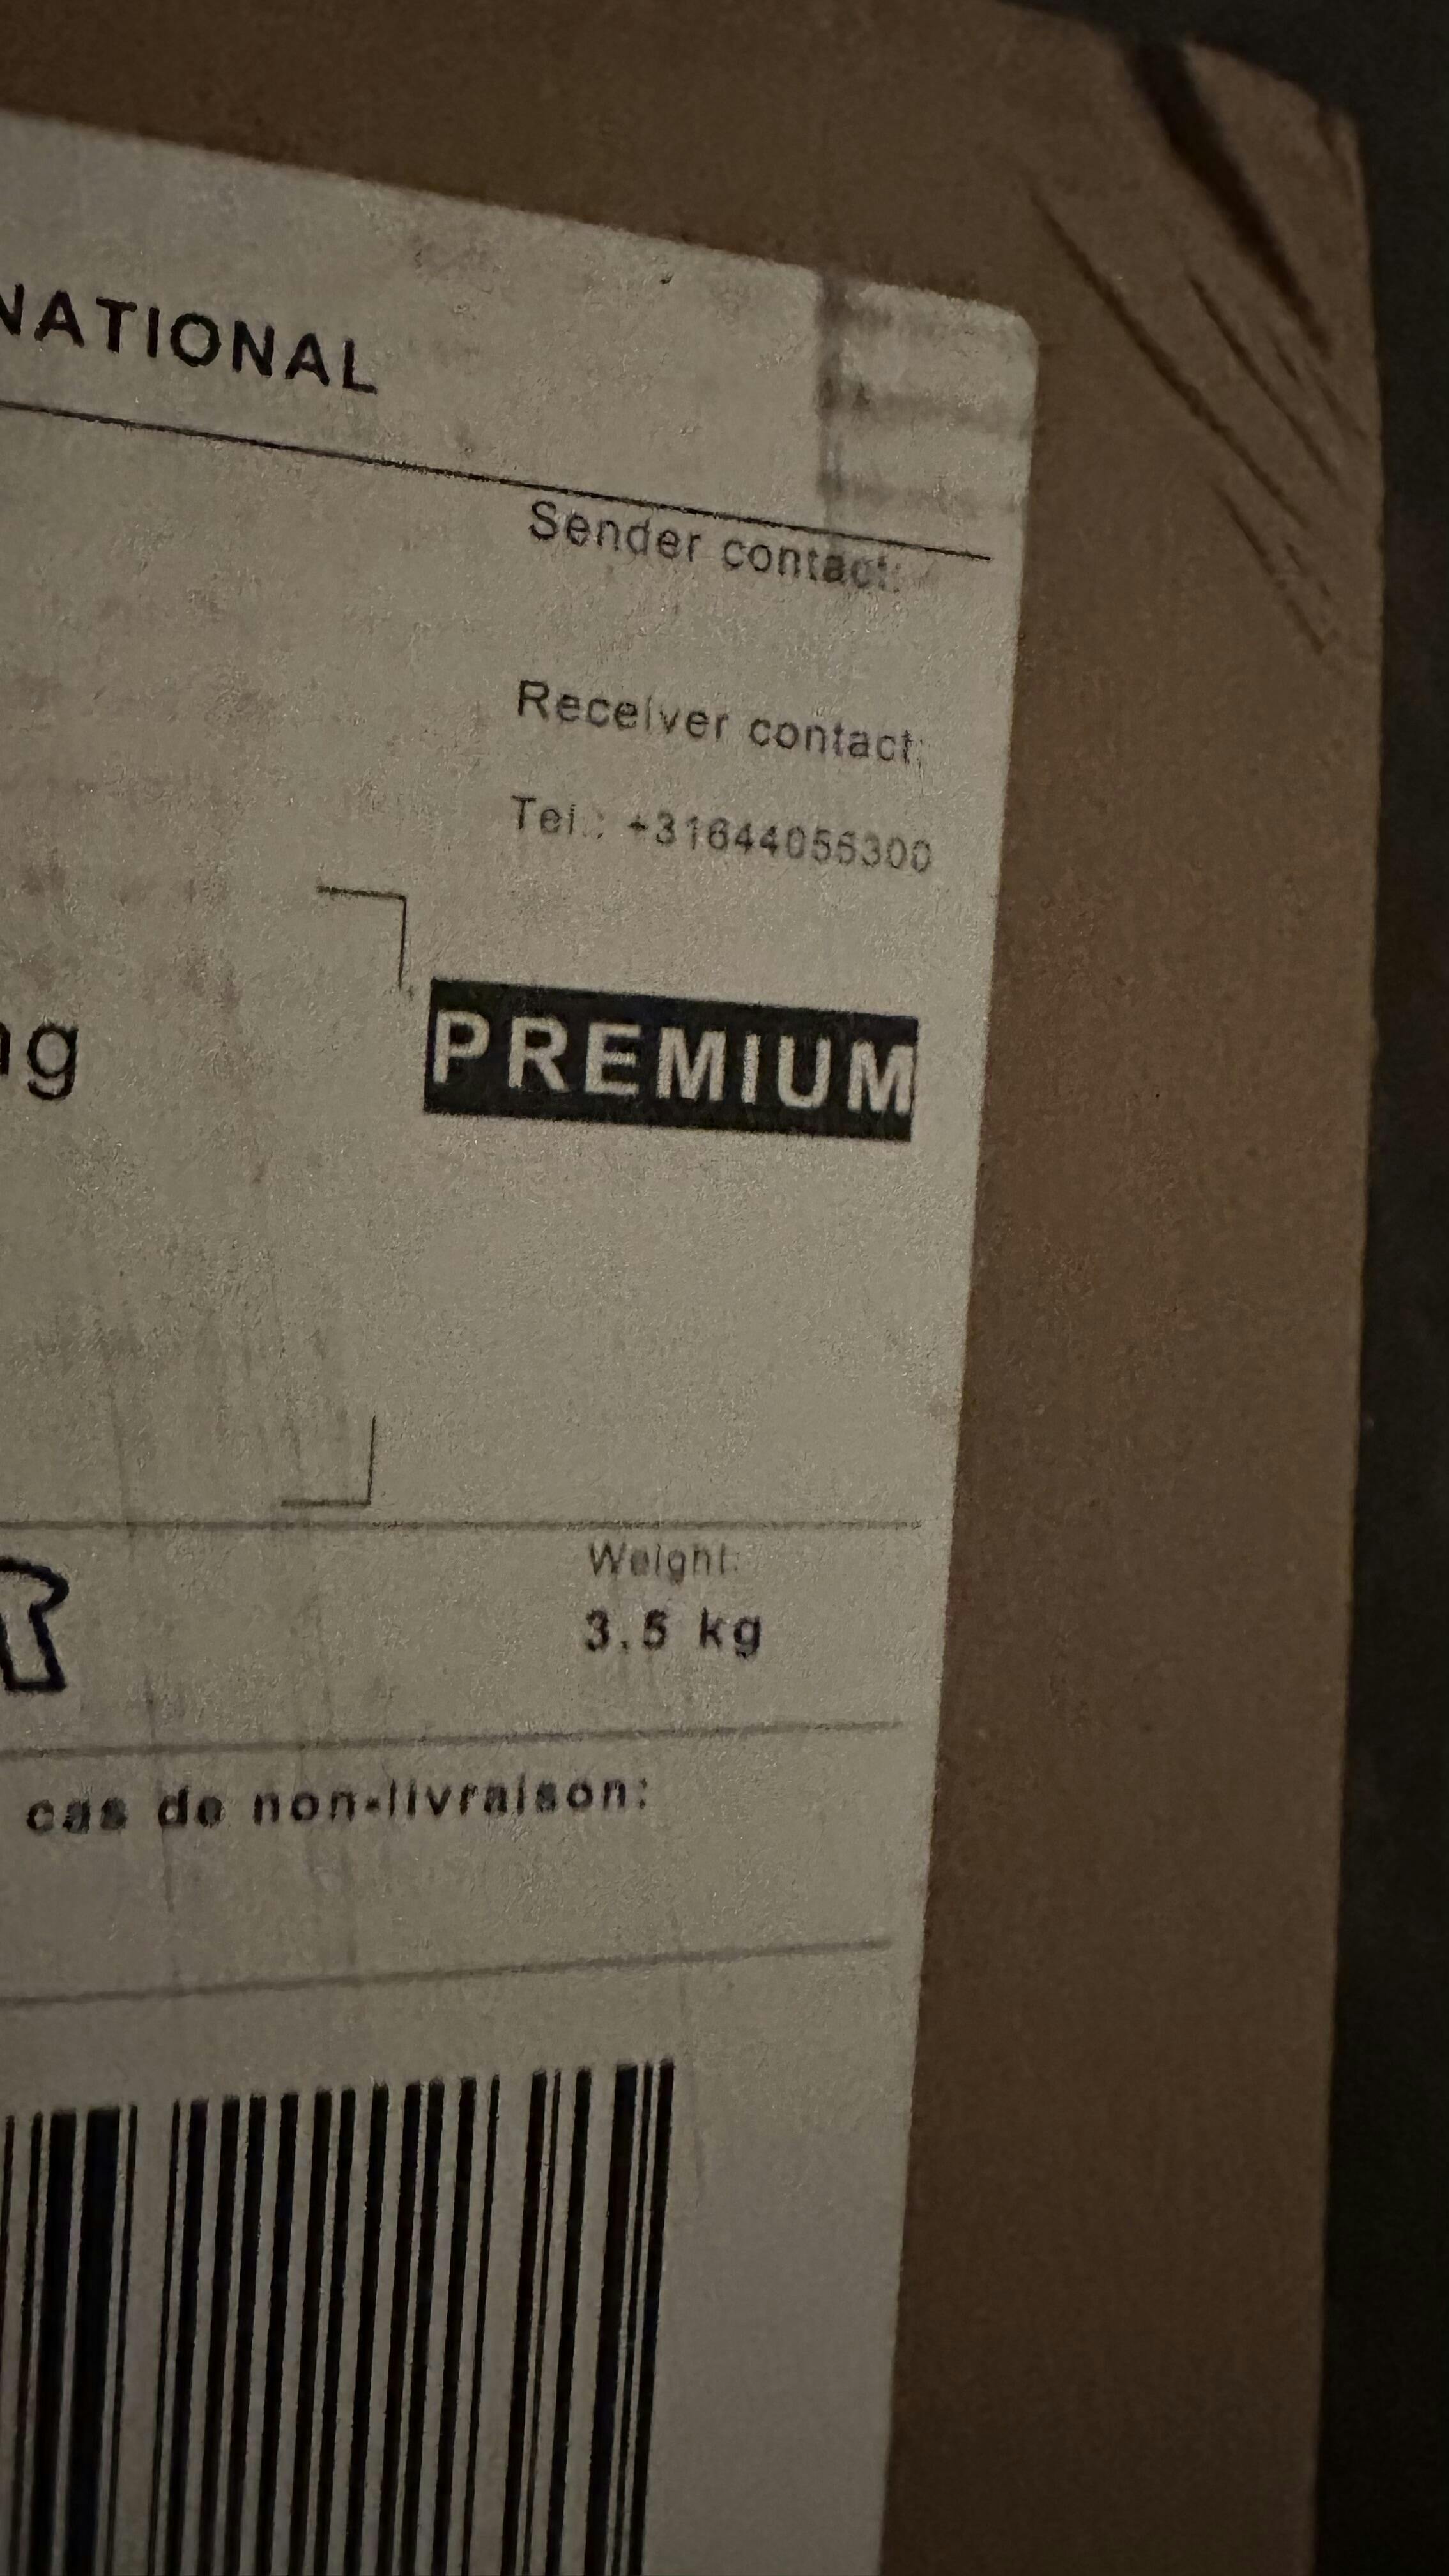 NATIONAL
Sender contact:
Receiver contact:
Tel.: +31644055300
ng
PREMIUM
R
Weight:
3.5 kg
cas de non-livraison: